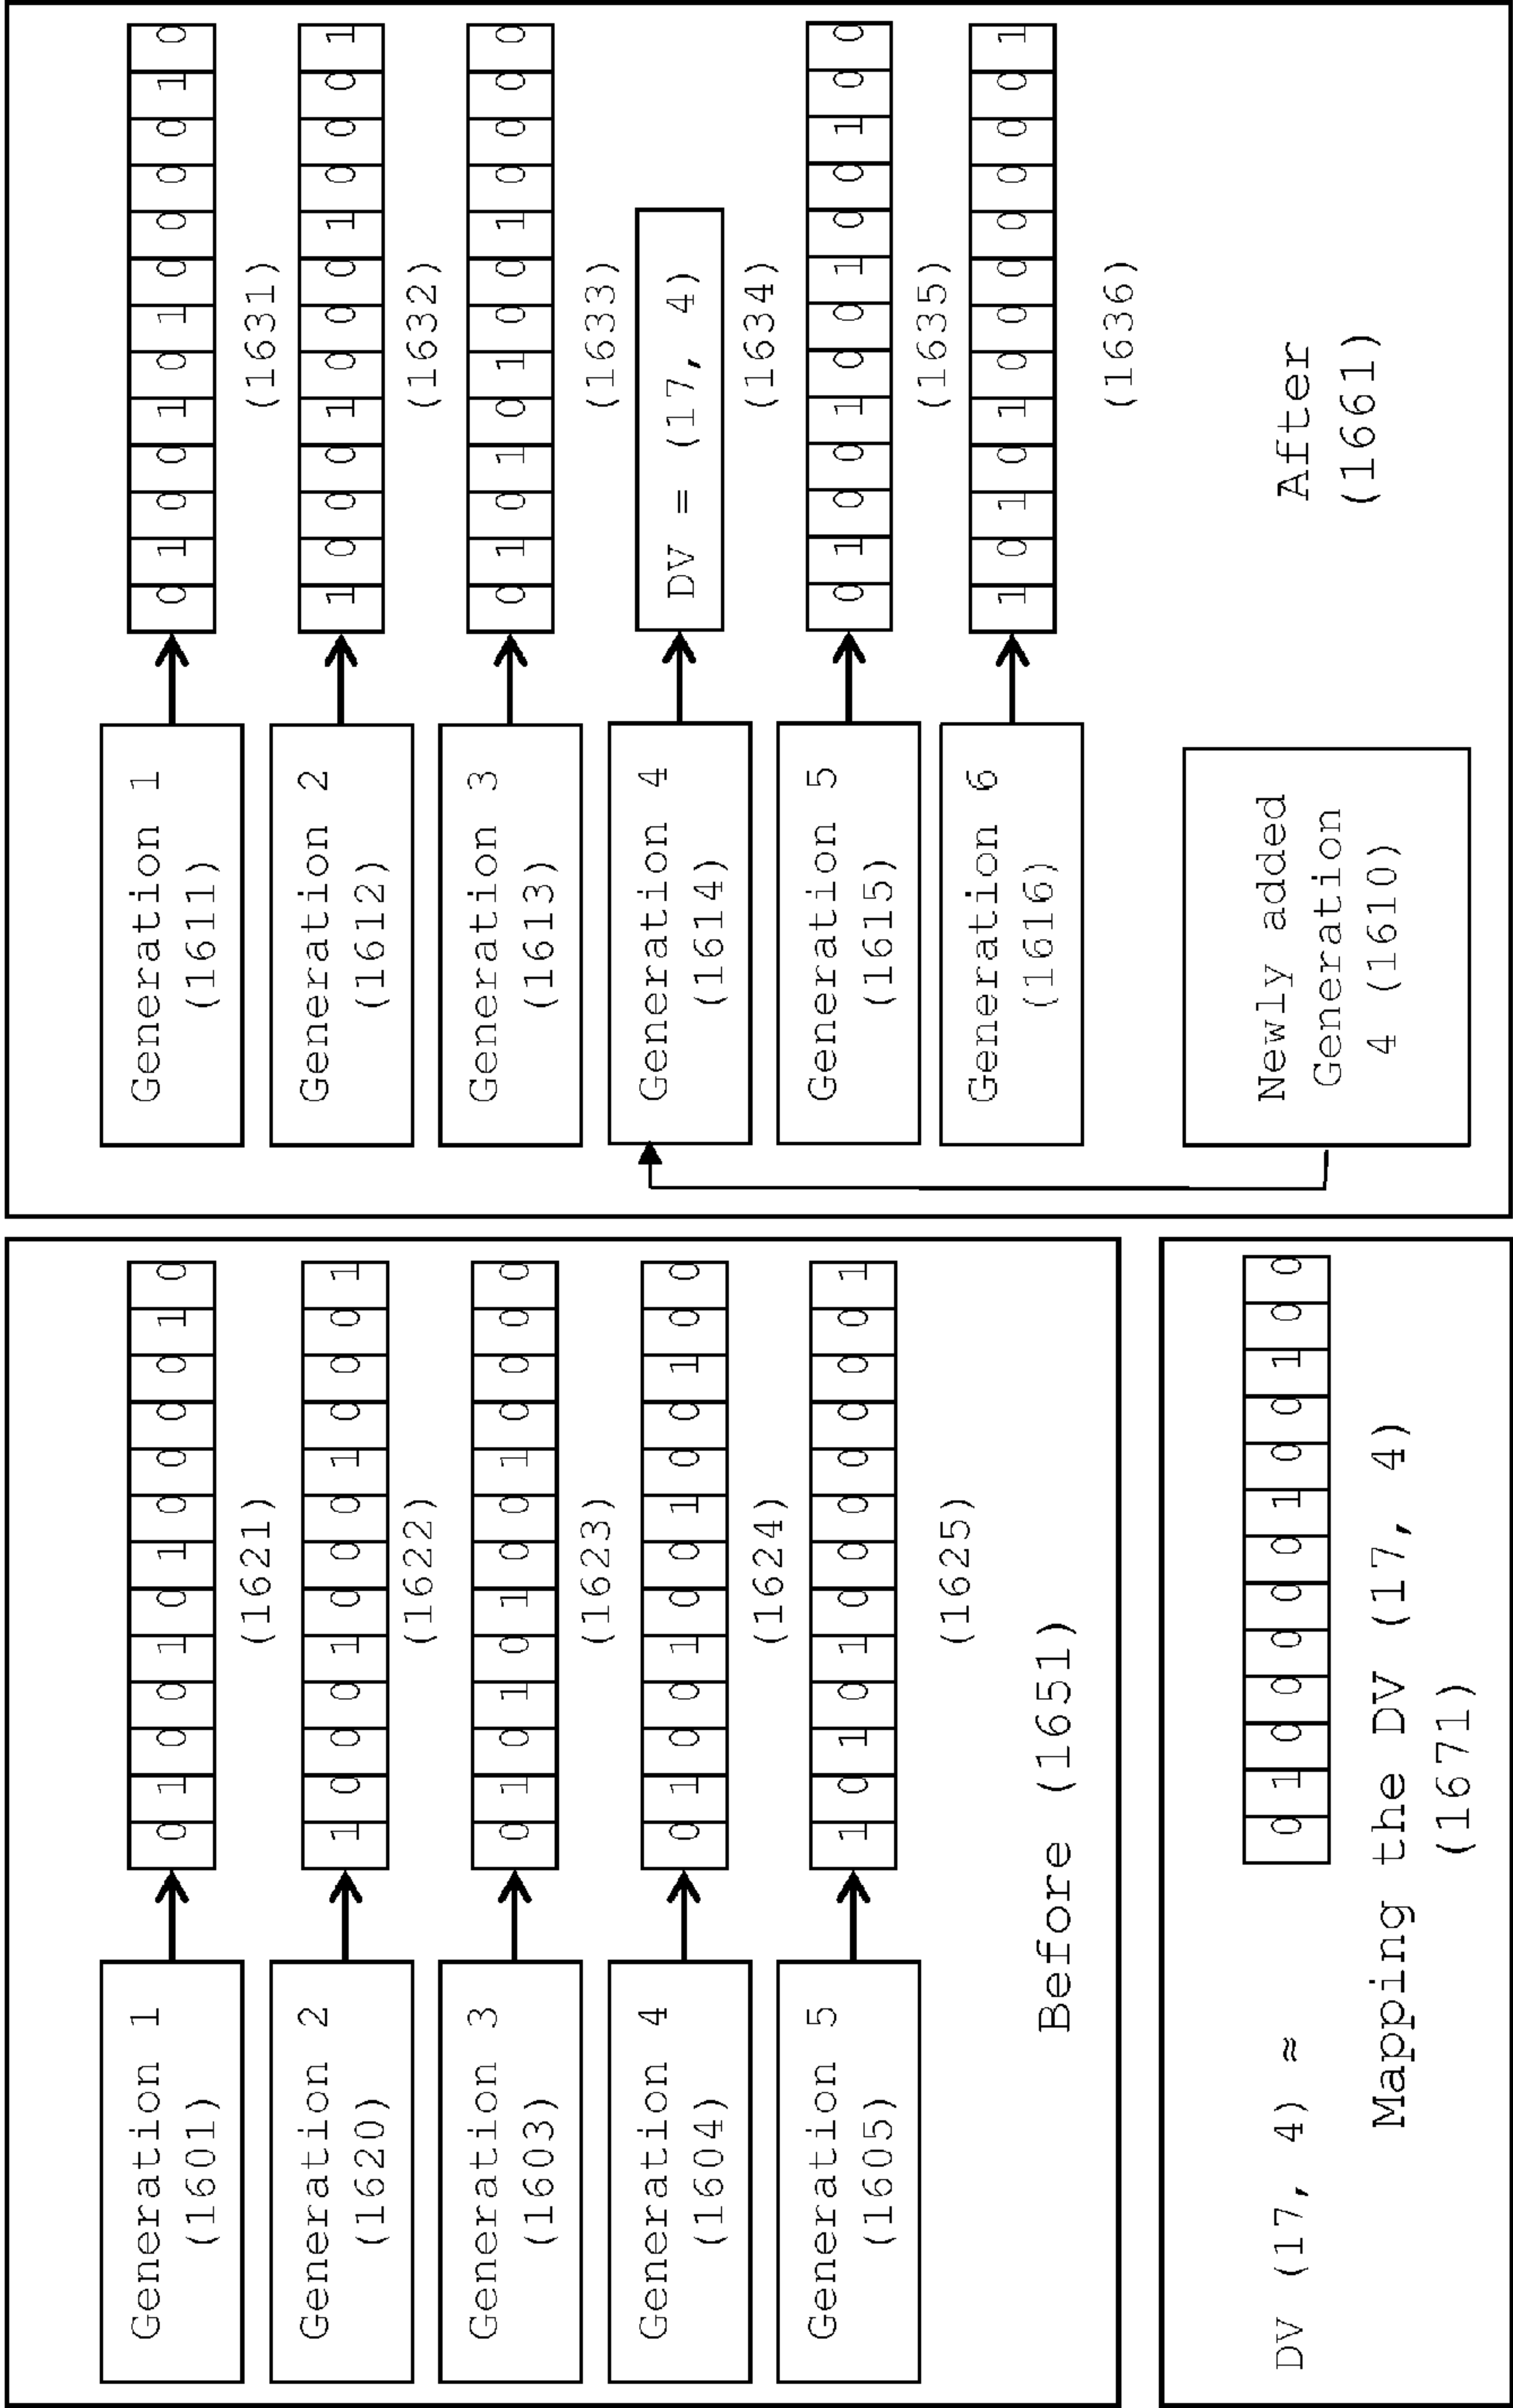 Generation 1
(1601)
0 1 0 0 1 0 1 0 0 0 0 1 0
(1621)
Generation 2
(1620)
1 0 0 0 1 0 0 0 1 0 0 0 1
(1622)
Generation 3
(1603)
0 1 0 1 0 1 0 0 1 0 0 0 0
(1623)
Generation 4
(1604)
0 1 0 0 1 0 0 1 0 0 1 0 0
(1624)
Generation 5
(1605)
1 0 1 0 1 0 0 0 0 0 0 0 1
(1625)
Before (1651)
DV (17, 4) ≈
0 1 0 0 0 0 0 1 0 0 1 0 0
Mapping the DV (17, 4)
(1671)
Generation 1
(1611)
0 1 0 0 1 0 1 0 0 0 0 1 0
(1631)
Generation 2
(1612)
1 0 0 0 1 0 0 0 1 0 0 0 1
(1632)
Generation 3
(1613)
0 1 0 1 0 1 0 0 1 0 0 0 0
(1633)
Generation 4
(1614)
DV = (17, 4)
(1634)
Generation 5
(1615)
0 1 0 0 1 0 0 1 0 0 1 0 0
(1635)
Generation 6
(1616)
1 0 1 0 1 0 0 0 0 0 0 0 1
(1636)
Newly added
Generation
4 (1610)
After
(1661)